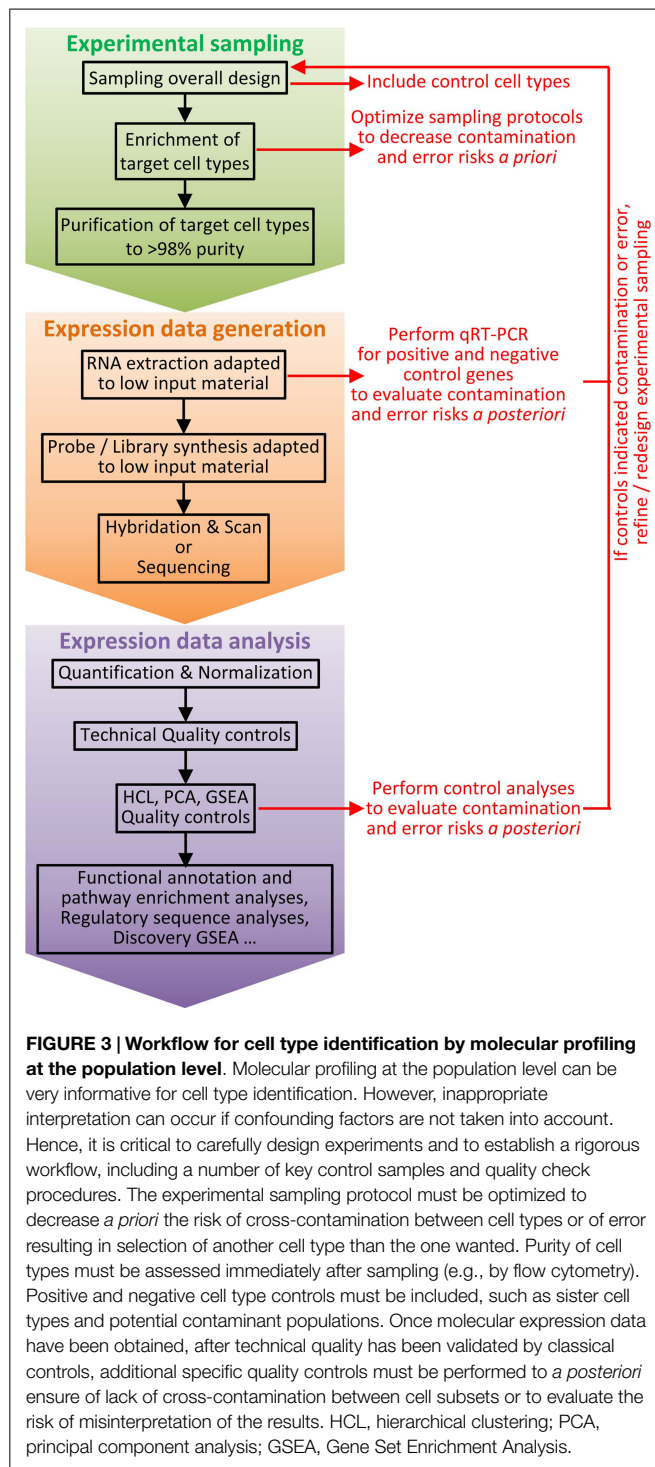 Experimental sampling
Sampling overall design
Include control cell types
Enrichment of
target cell types
Optimize sampling protocols
to decrease contamination
and error risks a priori
Purification of target cell types
to >98% purity
Expression data generation
RNA extraction adapted
to low input material
Perform qRT-PCR
for positive and negative
control genes
to evaluate contamination
and error risks a posteriori
Probe / Library synthesis adapted
to low input material
Hybridation & Scan
or
Sequencing
If controls indicated contamination or error,
refine / redesign experimental sampling
Expression data analysis
Quantification & Normalization
Technical Quality controls
HCL, PCA, GSEA
Quality controls
Perform control analyses
to evaluate contamination
and error risks a posteriori
Functional annotation and
pathway enrichment analyses,
Regulatory sequence analyses,
Discovery GSEA ...
FIGURE 3 | Workflow for cell type identification by molecular profiling
at the population level. Molecular profiling at the population level can be
very informative for cell type identification. However, inappropriate
interpretation can occur if confounding factors are not taken into account.
Hence, it is critical to carefully design experiments and to establish a rigorous
workflow, including a number of key control samples and quality check
procedures. The experimental sampling protocol must be optimized to
decrease a priori the risk of cross-contamination between cell types or of error
resulting in selection of another cell type than the one wanted. Purity of cell
types must be assessed immediately after sampling (e.g., by flow cytometry).
Positive and negative cell type controls must be included, such as sister cell
types and potential contaminant populations. Once molecular expression data
have been obtained, after technical quality has been validated by classical
controls, additional specific quality controls must be performed to a posteriori
ensure of lack of cross-contamination between cell subsets or to evaluate the
risk of misinterpretation of the results. HCL, hierarchical clustering; PCA,
principal component analysis; GSEA, Gene Set Enrichment Analysis.